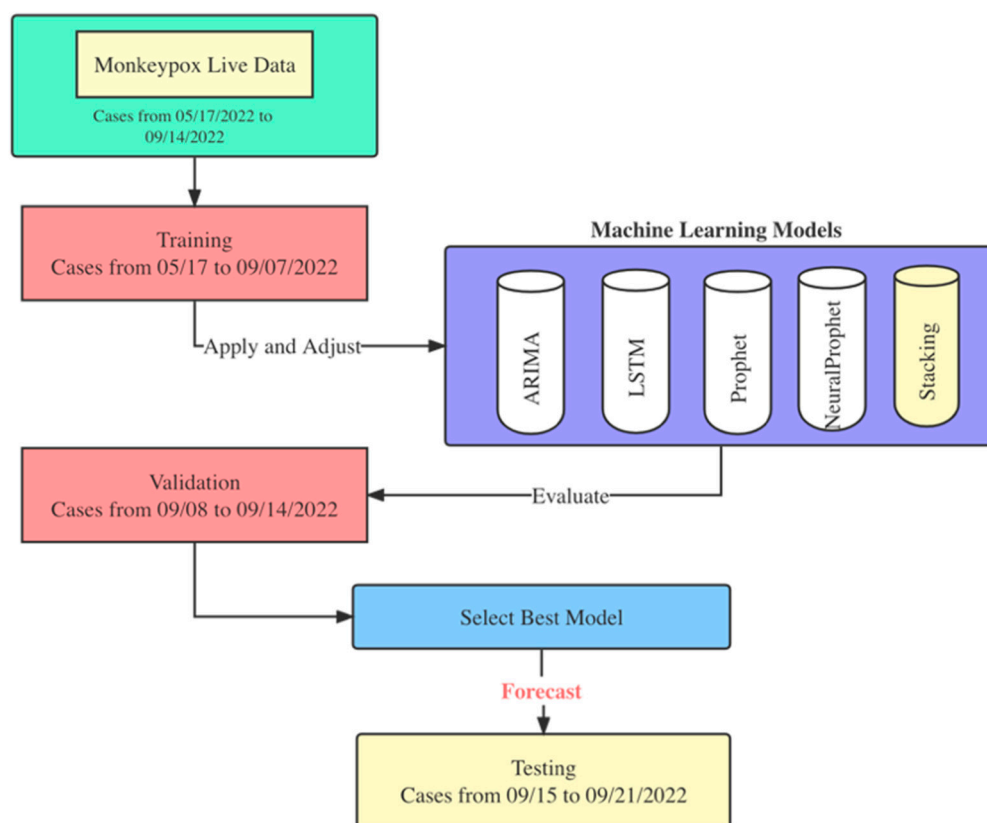 Monkeypox Live Data
Cases from 05/17/2022 to
09/14/2022
Training
Cases from 05/17 to 09/07/2022
Machine Learning Models
Apply and Adjust
ARIMA
LSTM
Prophet
NeuralProphet
Stacking
Validation
Cases from 09/08 to 09/14/2022
Evaluate
Select Best Model
Forecast
Testing
Cases from 09/15 to 09/21/2022